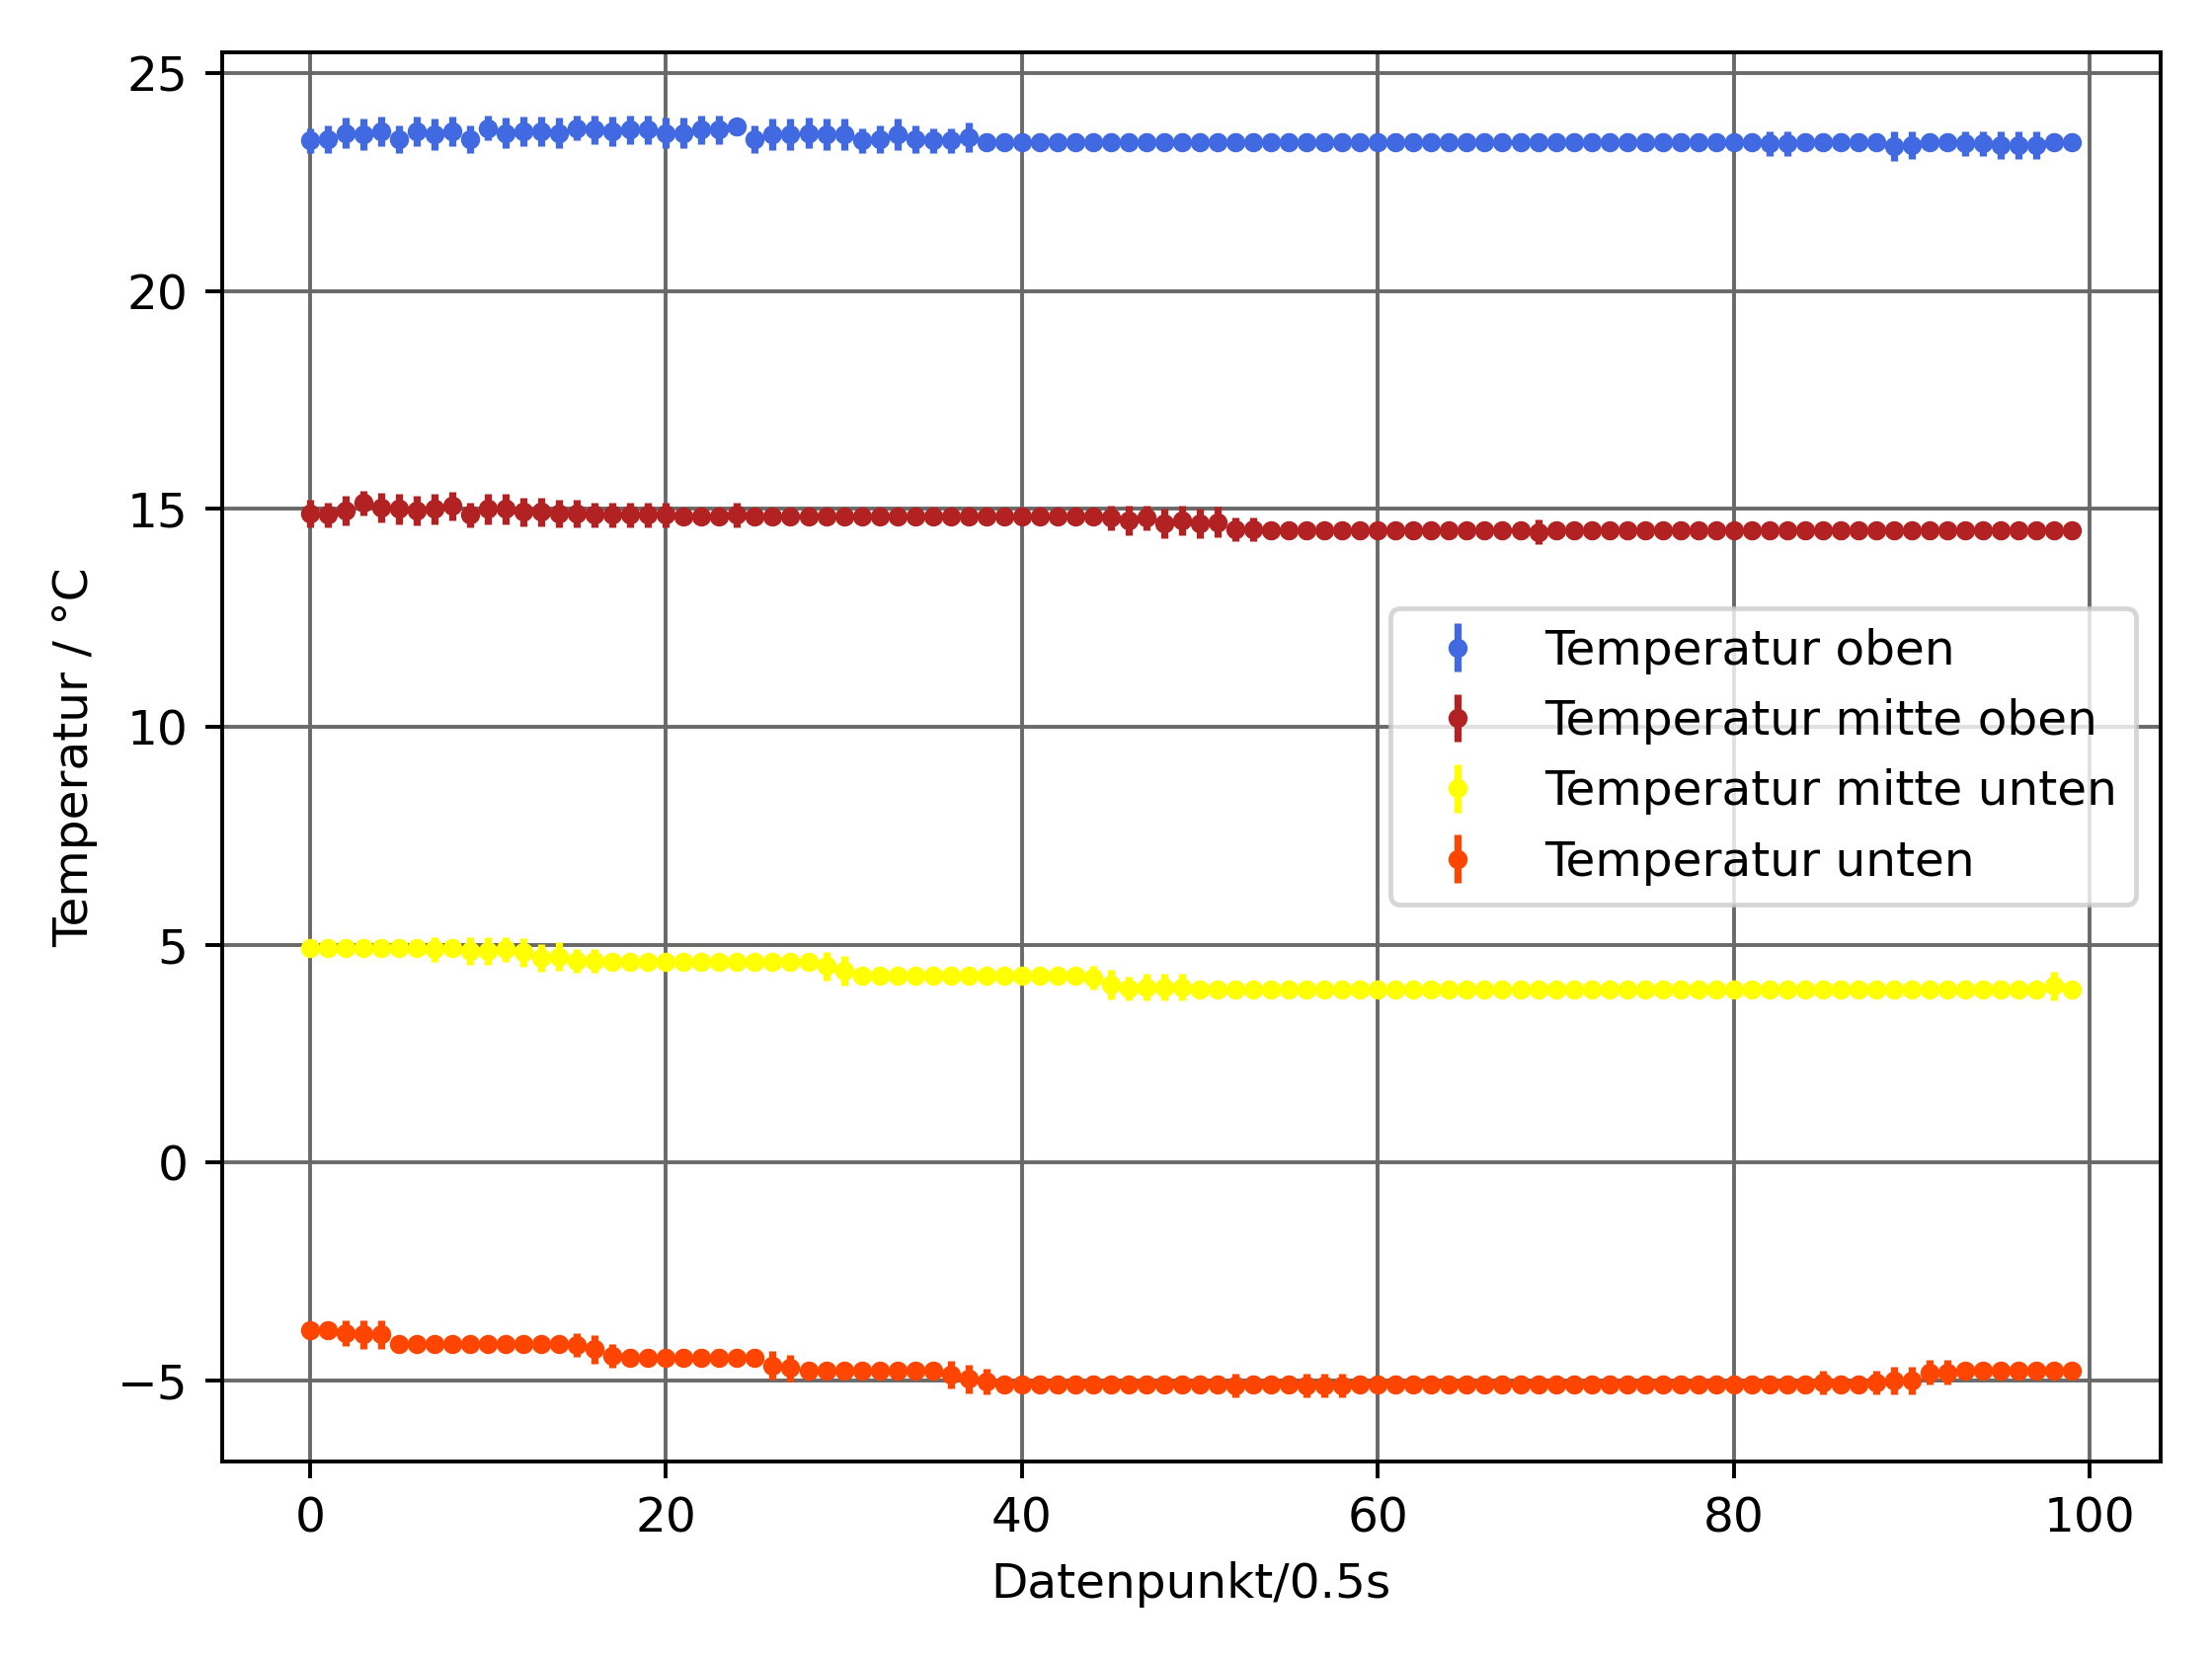 Temperatur / °C
25
20
15
10
5
0
−5
0 20 40 60 80 100
Datenpunkt/0.5s
Temperatur oben
Temperatur mitte oben
Temperatur mitte unten
Temperatur unten